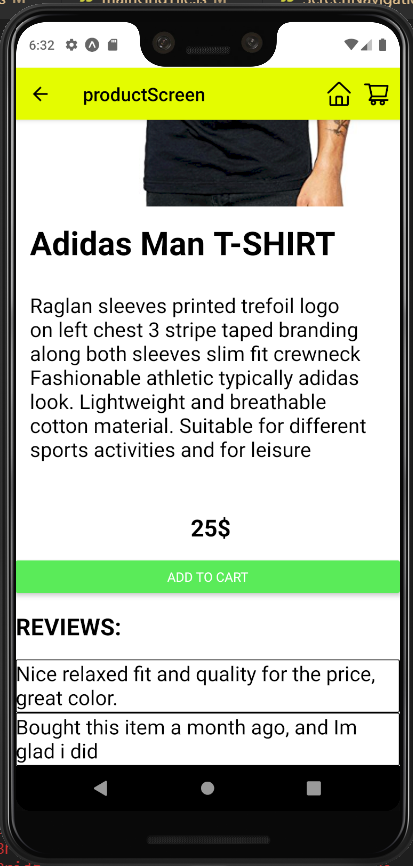 6:32
productScreen
Adidas Man T-SHIRT
Raglan sleeves printed trefoil logo
on left chest 3 stripe taped branding
along both sleeves slim fit crewneck
Fashionable athletic typically adidas
look. Lightweight and breathable
cotton material. Suitable for different
sports activities and for leisure
25$
ADD TO CART
REVIEWS:
Nice relaxed fit and quality for the price,
great color.
Bought this item a month ago, and Im
glad i did